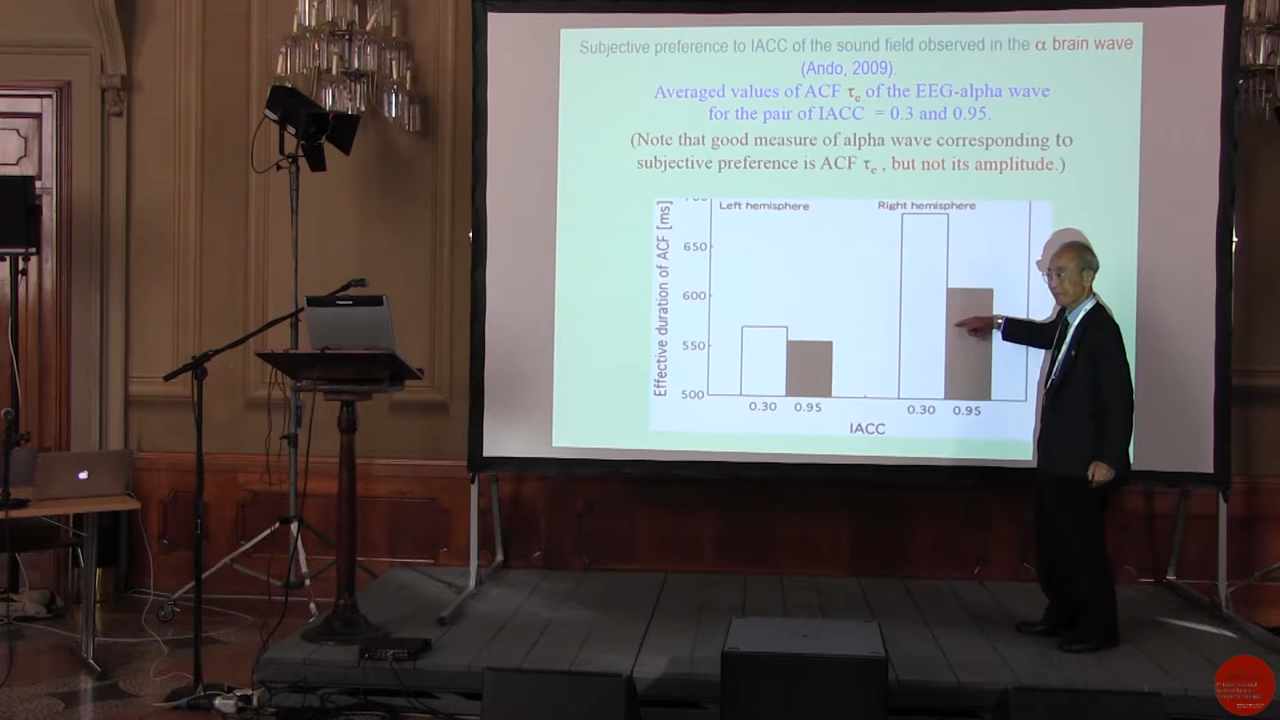 Subjective preference to IACC of the sound field observed in the α brain wave
(Ando, 2009).
Averaged values of ACF τe of the EEG-alpha wave
for the pair of IACC = 0.3 and 0.95.
(Note that good measure of alpha wave corresponding to
subjective preference is ACF τe , but not its amplitude.)
Left hemisphere
Right hemisphere
Effective duration of ACF [ms]
650
600
550
500
0.30 0.95
0.30 0.95
IACC
Panasonic